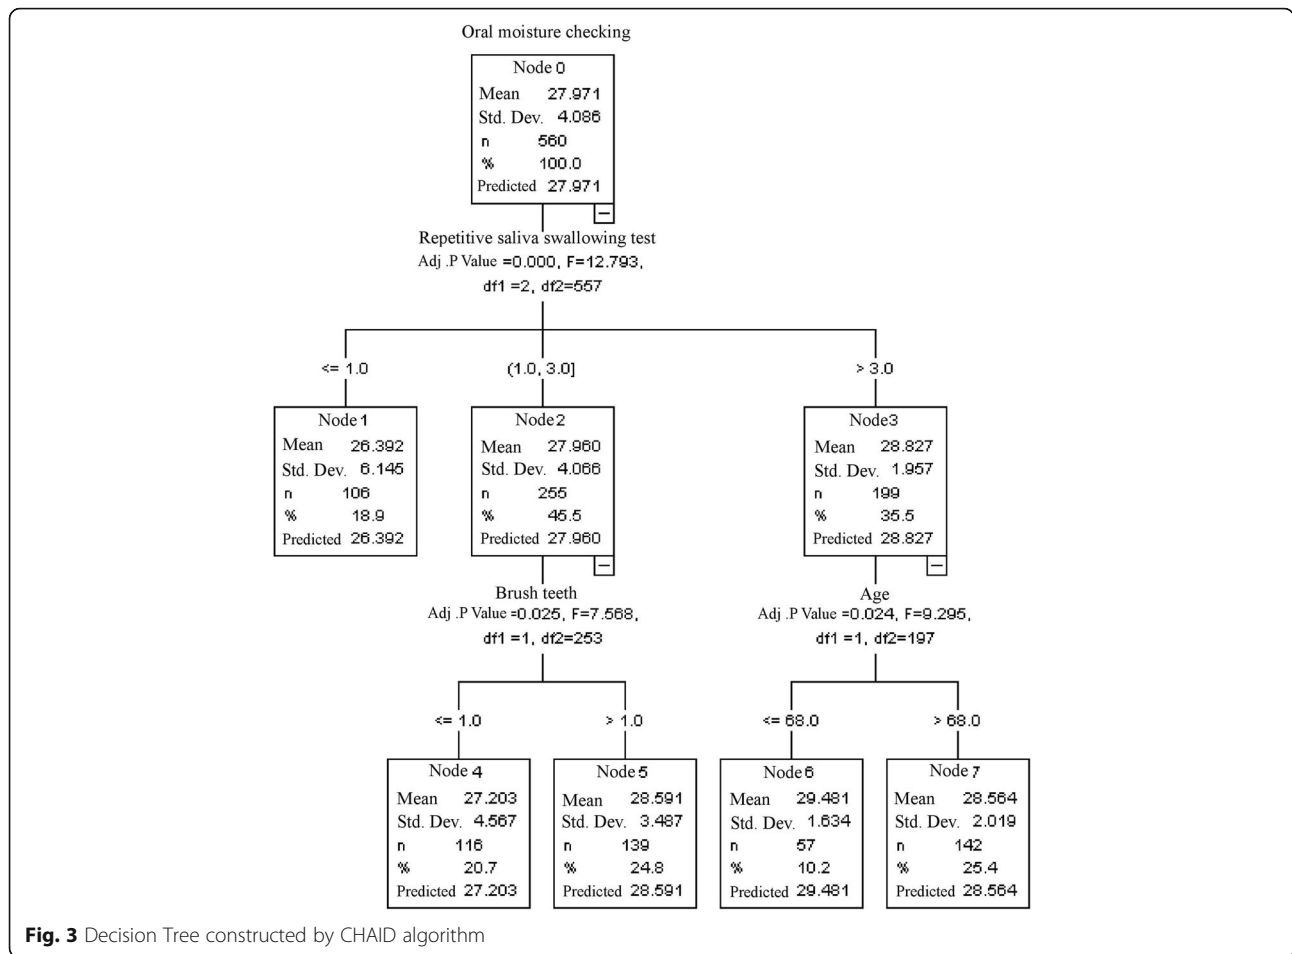 Oral moisture checking
Node 0
Mean 27.971
Std. Dev. 4.086
n 560
% 100.0
Predicted 27.971
Repetitive saliva swallowing test
Adj .P Value =0.000, F=12.793,
df1 =2, df2=557
<= 1.0
(1.0, 3.0]
> 3.0
Node 1
Mean 26.392
Std. Dev. 6.145
n 106
% 18.9
Predicted 26.392
Node2
Mean 27.960
Std. Dev. 4.066
n 255
% 45.5
Predicted 27.960
Node3
Mean 28.827
Std. Dev. 1.957
n 199
% 35.5
Predicted 28.827
Brush teeth
Adj .P Value =0.025, F=7.568,
df1 =1, df2=253
Age
Adj .P Value =0.024, F=9.295,
df1 =1, df2=197
<= 1.0
> 1.0
<= 68.0
> 68.0
Node 4
Mean 27.203
Std. Dev. 4.567
n 116
% 20.7
Predicted 27.203
Node 5
Mean 28.591
Std. Dev. 3.487
n 139
% 24.8
Predicted 28.591
Node 6
Mean 29.481
Std. Dev. 1.634
n 57
% 10.2
Predicted 29.481
Node 7
Mean 28.564
Std. Dev. 2.019
n 142
% 25.4
Predicted 28.564
Fig. 3 Decision Tree constructed by CHAID algorithm